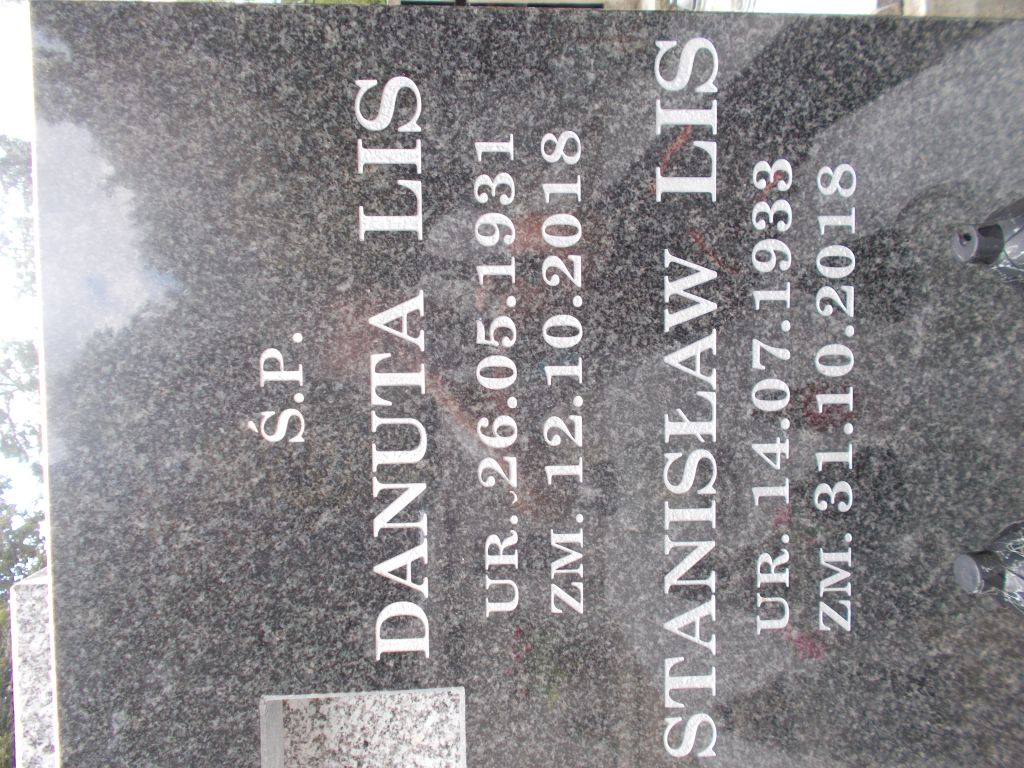 Ś.P.
DANUTA LIS
UR. 26.05.1931
ZM. 12.10.2018
STANISŁAW LIS
UR. 14.07.1933
ZM. 31.10.2018